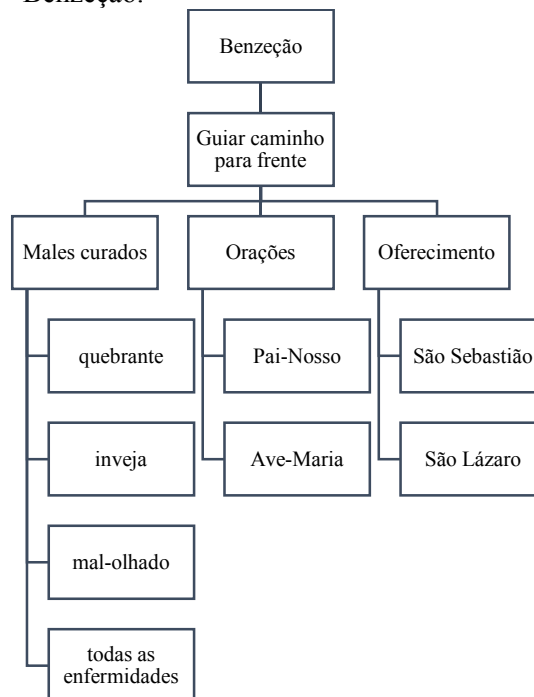 Benzeção:
Benzeção
Guiar caminho
para frente
Males curados
Orações
Oferecimento
quebrante
Pai-Nosso
São Sebastião
inveja
Ave-Maria
São Lázaro
mal-olhado
todas as
enfermidades